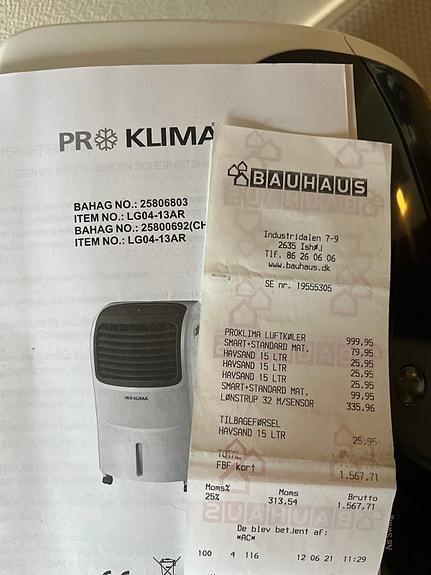 PRO KLIMA
BAHAG NO.: 25806803
ITEM NO.: LG04-13AR
BAHAG NO.: 25800692(CH
ITEM NO.: LG04-13AR
PRO KLIMA
BAUHAUS
Industridalen 7-9
2635 IshØJ
Tlf. 86 26 06 06
www.bauhaus.dk
SE nr. 19555305
PROKLIMA LUFTKØLER 999,95
SMART+STANDARD MAT, 79,95
HAVSAND 15 LTR 25,95
HAVSAND 15 LTR 25,95
HAVSAND 15 LTR 25,95
SMART+STANDARD MAT, 99,95
LØNSTRUP 32 M/SENSOR 335,96
TILBAGEFØRSEL
HAVSAND 15 LTR 25,95-
TOTAL
FBF kort 1.567,71
Moms% Moms Brutto
25% 313,54 1.567,71
De blev betjent af:
*AC*
100 4 116 12 06 21 11:29